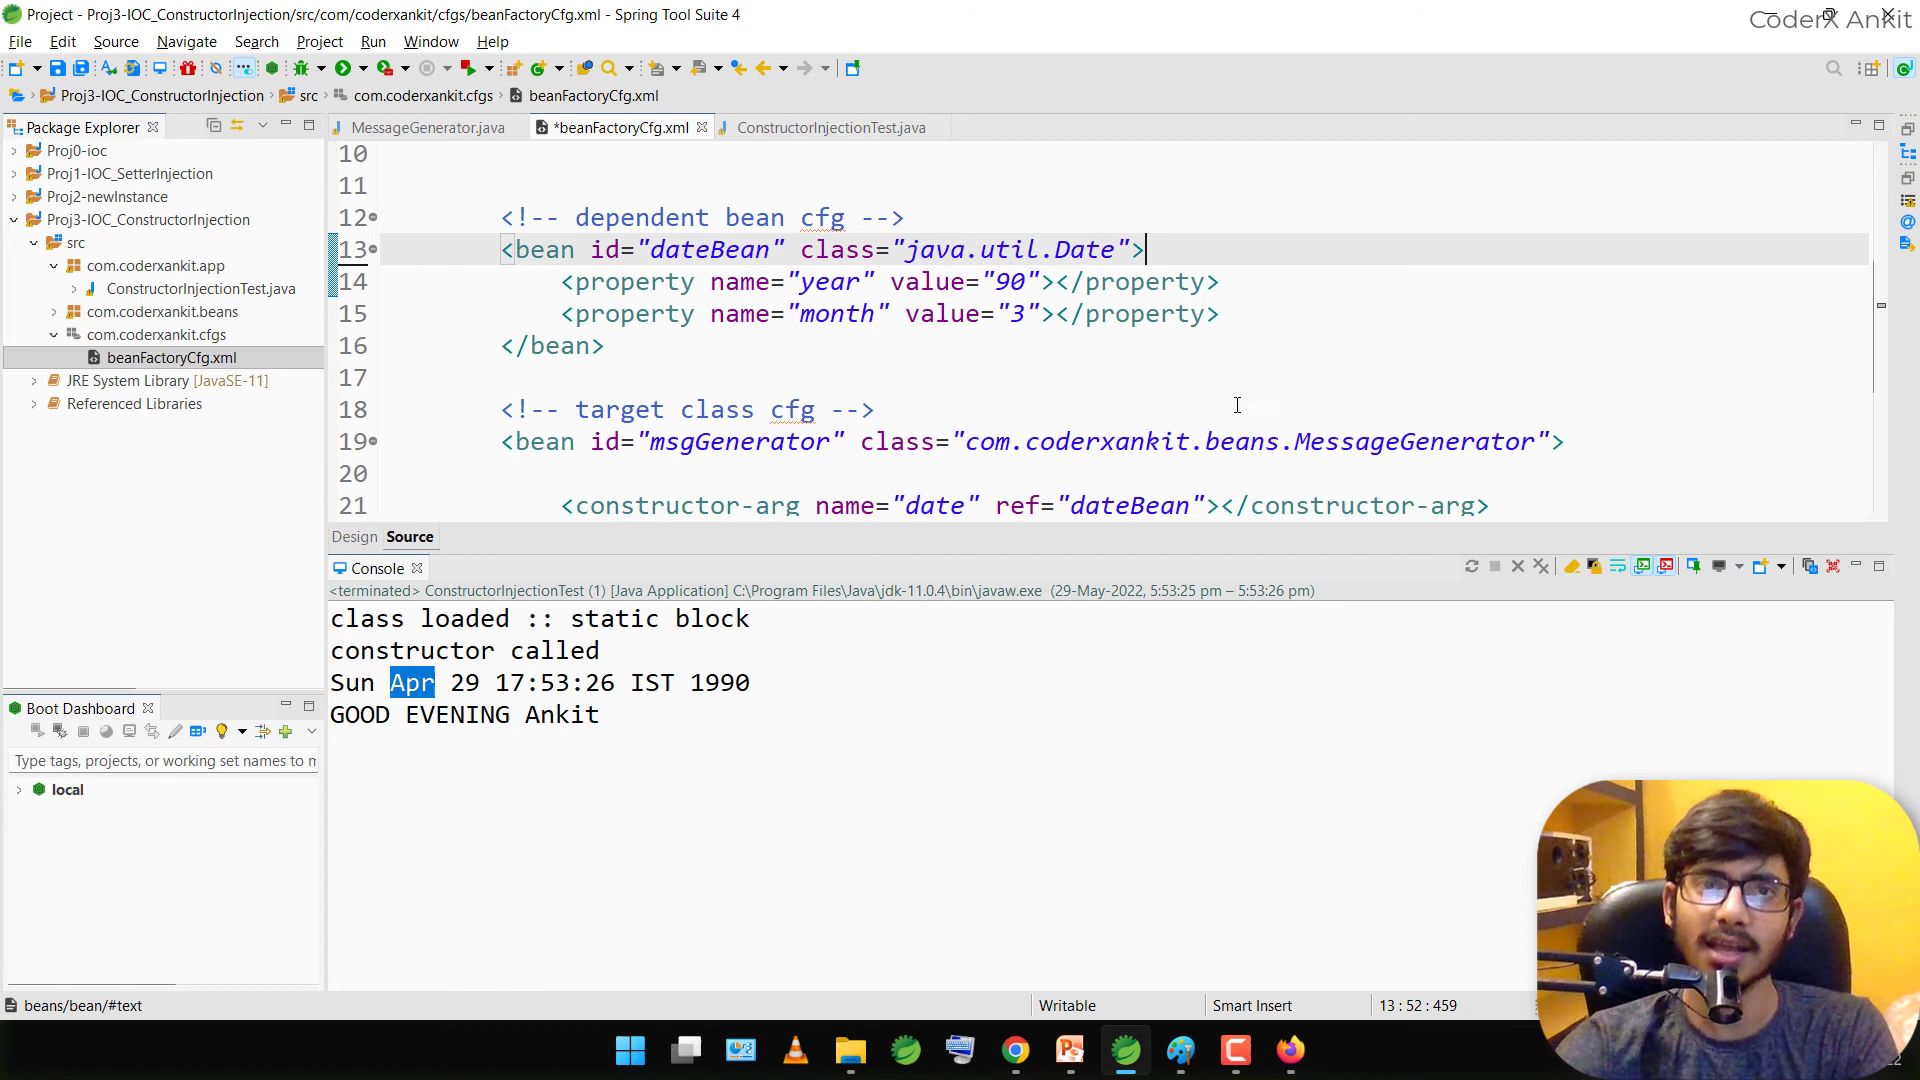 Project - Proj3-IOC_ConstructorInjection/src/com/coderxankit/cfgs/beanFactoryCfg.xml - Spring Tool Suite 4
CoderX Ankit
File Edit Source Navigate Search Project Run Window Help
Proj3-IOC_ConstructorInjection src com.coderxankit.cfgs beanFactoryCfg.xml
Package Explorer
Proj0-ioc
Proj1-IOC_SetterInjection
Proj2-newInstance
Proj3-IOC_ConstructorInjection
src
com.coderxankit.app
ConstructorInjectionTest.java
com.coderxankit.beans
com.coderxankit.cfgs
beanFactoryCfg.xml
JRE System Library [JavaSE-11]
Referenced Libraries
MessageGenerator.java *beanFactoryCfg.xml ConstructorInjectionTest.java
10
11
12 <!-- dependent bean cfg -->
13 <bean id="dateBean" class="java.util.Date">
14 <property name="year" value="90"></property>
15 <property name="month" value="3"></property>
16 </bean>
17
18 <!-- target class cfg -->
19 <bean id="msgGenerator" class="com.coderxankit.beans.MessageGenerator">
20
21 <constructor-arg name="date" ref="dateBean"></constructor-arg>
Design Source
Console
<terminated> ConstructorInjectionTest (1) [Java Application] C:\Program Files\Java\jdk-11.0.4\bin\javaw.exe (29-May-2022, 5:53:25 pm – 5:53:26 pm)
class loaded :: static block
constructor called
Sun Apr 29 17:53:26 IST 1990
GOOD EVENING Ankit
Boot Dashboard
Type tags, projects, or working set names to m
local
beans/bean/#text
Writable
Smart Insert
13 : 52 : 459